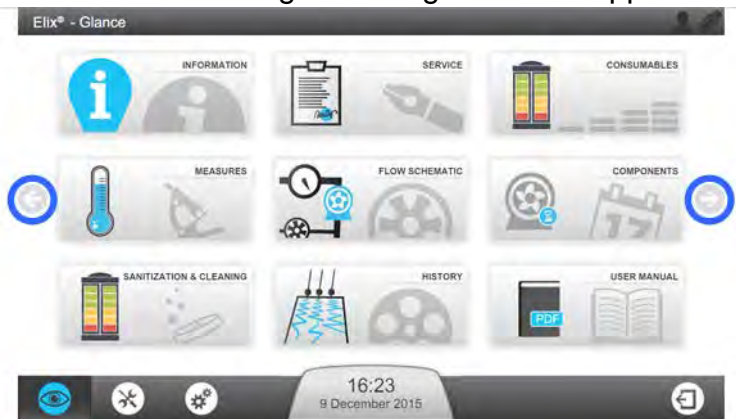 Elix® - Glance
INFORMATION
SERVICE
CONSUMABLES
MEASURES
FLOW SCHEMATIC
COMPONENTS
17
SANITIZATION & CLEANING
HISTORY
USER MANUAL
PDF
16:23
9 December 2015